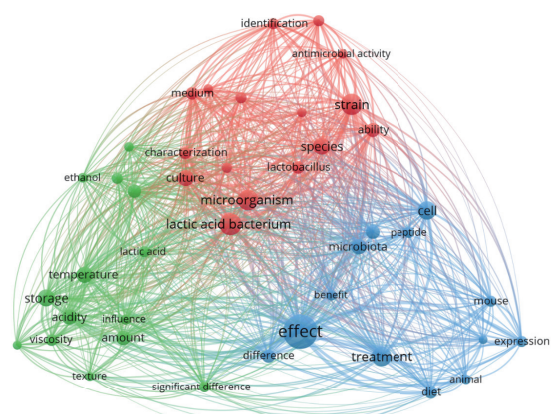 identification
antimicrobial activity
medium
strain
ability
species
characterization
lactobacillus
ethanol
culture
microorganism
cell
lactic acid bacterium
peptide
microbiota
lactic acid
temperature
benefit
storage
mouse
acidity
influence
effect
viscosity
amount
expression
difference
treatment
texture
animal
significant difference
diet